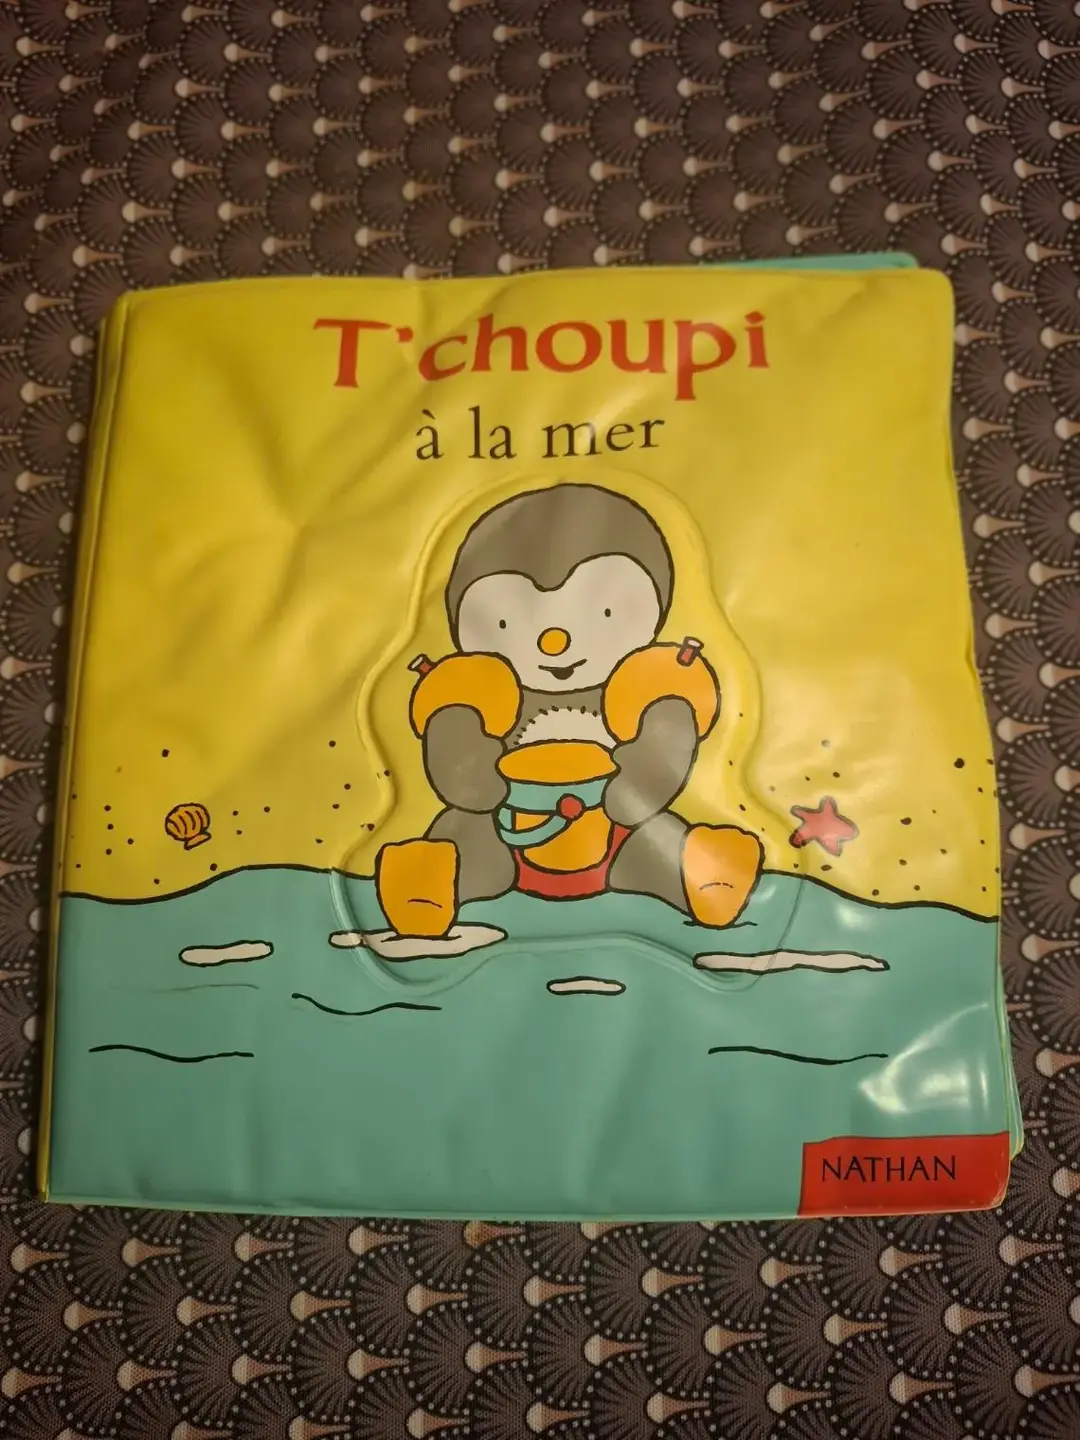 T'choupi
à la mer
NATHAN